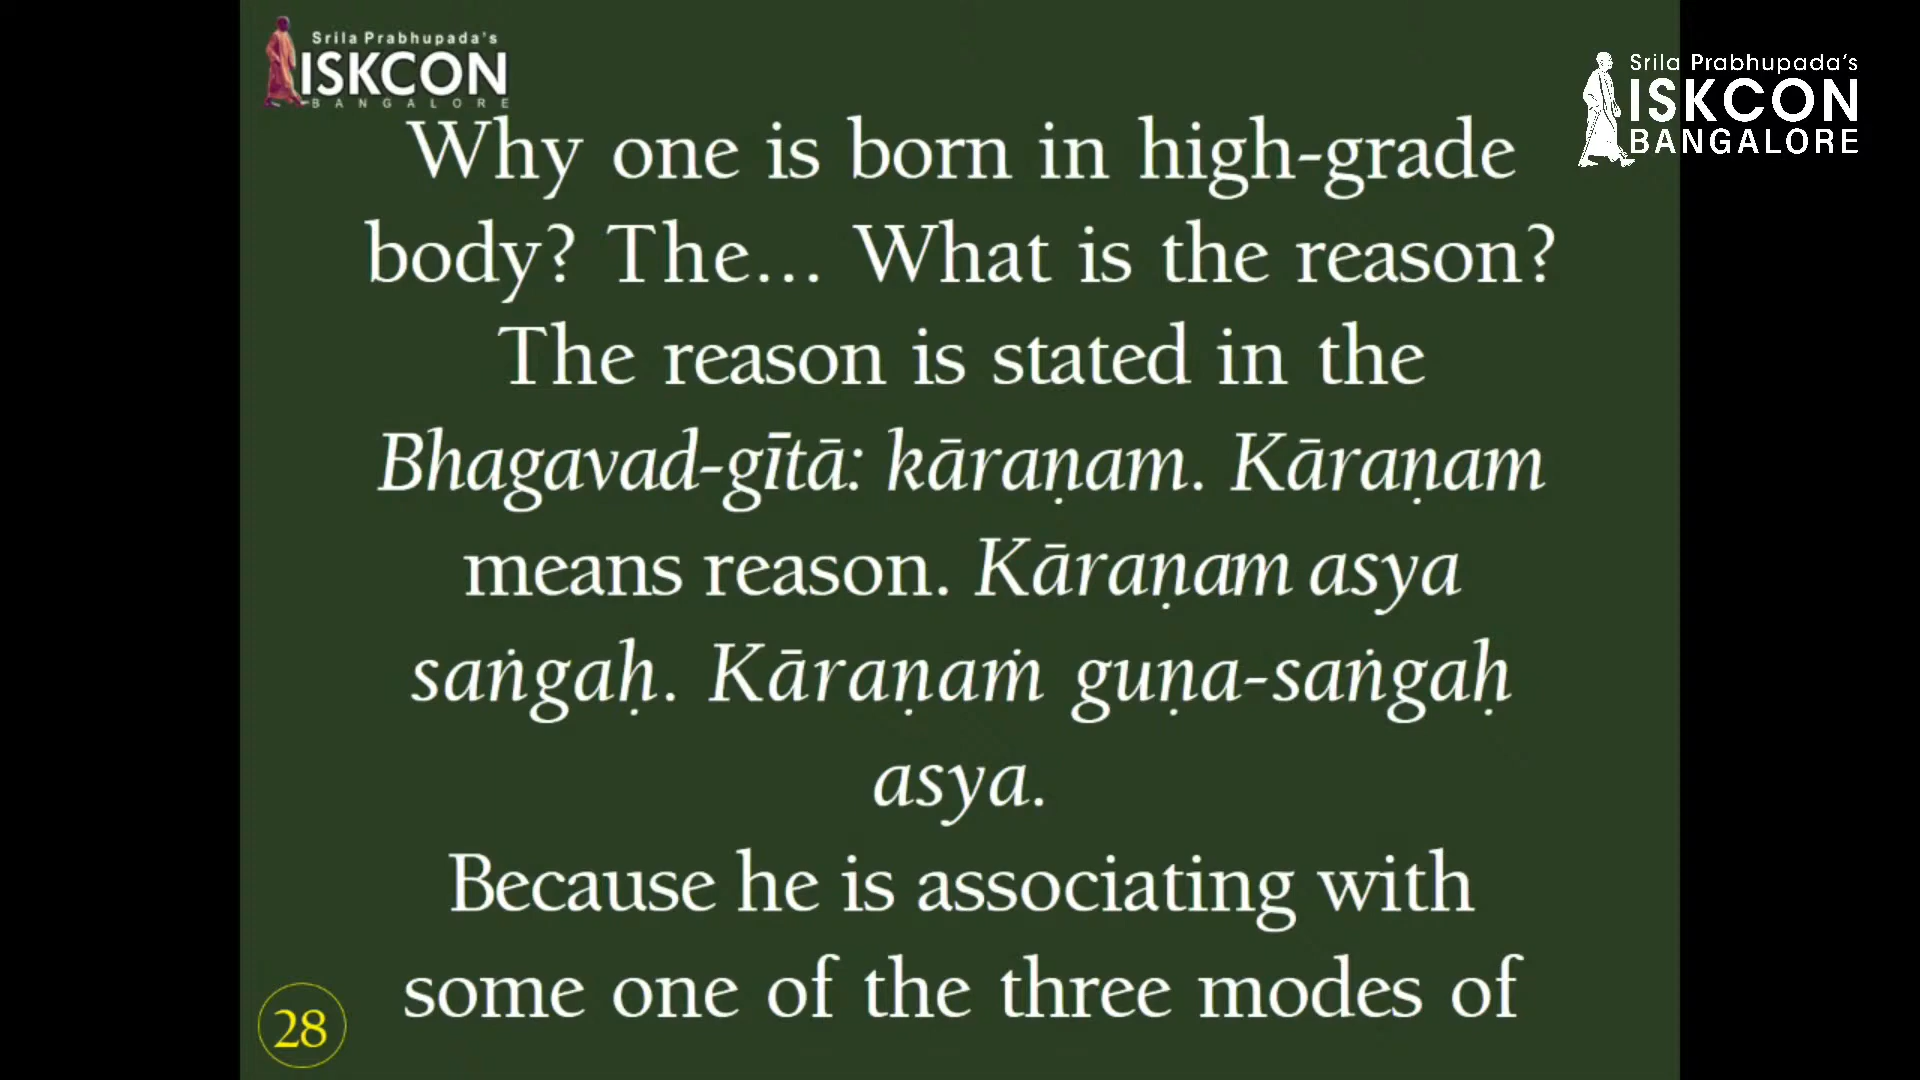 Srila Prabhupada's
ISKCON
BANGALORE
Srila Prabhupada's
ISKCON
BANGALORE
Why one is born in high-grade
body? The... What is the reason?
The reason is stated in the
Bhagavad-gītā: kāraṇam. Kāraṇam
means reason. Kāraṇam asya
saṅgaḥ. Kāraṇaṁ guṇa-saṅgaḥ
asya.
Because he is associating with
some one of the three modes of
28